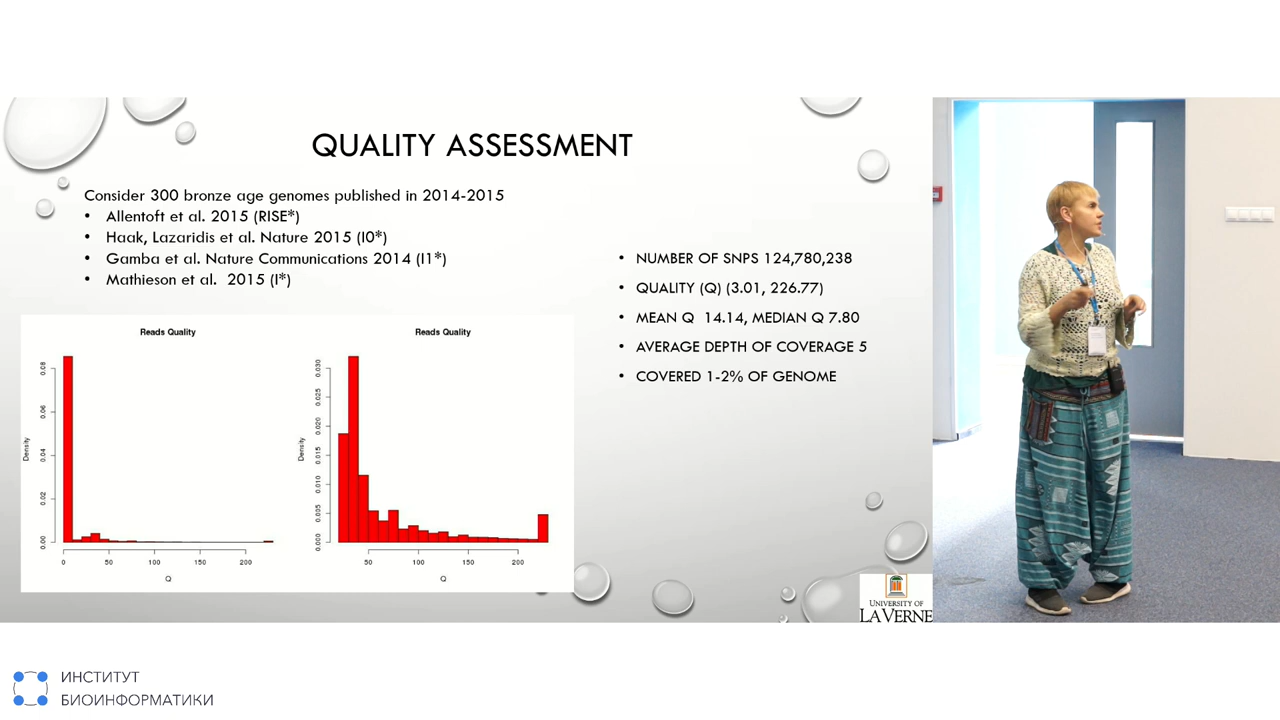 QUALITY ASSESSMENT
Consider 300 bronze age genomes published in 2014-2015
• Allentoft et al. 2015 (RISE*)
• Haak, Lazaridis et al. Nature 2015 (I0*)
• Gamba et al. Nature Communications 2014 (I1*)
• Mathieson et al. 2015 (I*)
• NUMBER OF SNPS 124,780,238
• QUALITY (Q) (3.01, 226.77)
• MEAN Q 14.14, MEDIAN Q 7.80
• AVERAGE DEPTH OF COVERAGE 5
• COVERED 1-2% OF GENOME
Reads Quality
Density
0.08
0.06
0.04
0.02
0.00
0 50 100 150 200
Q
Reads Quality
Density
0.030
0.025
0.020
0.015
0.010
0.005
0.000
50 100 150 200
Q
UNIVERSITY OF
LA VERNE
ИНСТИТУТ
БИОИНФОРМАТИКИ